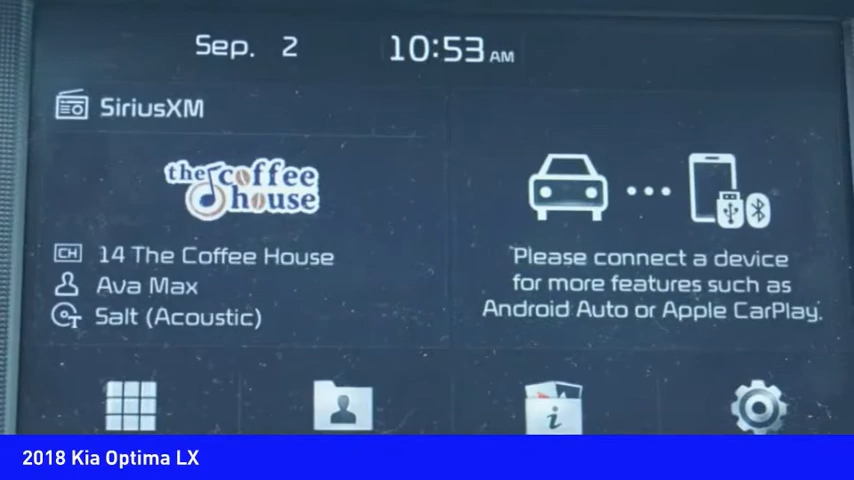 Sep. 2
10:53 AM
SiriusXM
the coffee
house
CH 14 The Coffee House
Ava Max
T Salt (Acoustic)
Please connect a device
for more features such as
Android Auto or Apple CarPlay.
i
2018 Kia Optima LX